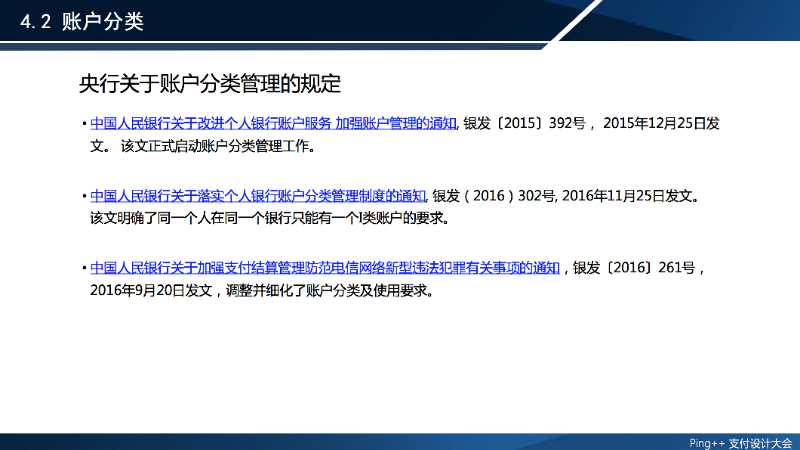 4.2 账户分类
央行关于账户分类管理的规定
• 中国人民银行关于改进个人银行账户服务 加强账户管理的通知, 银发〔2015〕392号， 2015年12月25日发
文。 该文正式启动账户分类管理工作。
• 中国人民银行关于落实个人银行账户分类管理制度的通知, 银发（2016）302号, 2016年11月25日发文。
该文明确了同一个人在同一个银行只能有一个I类账户的要求。
• 中国人民银行关于加强支付结算管理防范电信网络新型违法犯罪有关事项的通知，银发〔2016〕261号，
2016年9月20日发文，调整并细化了账户分类及使用要求。
Ping++ 支付设计大会